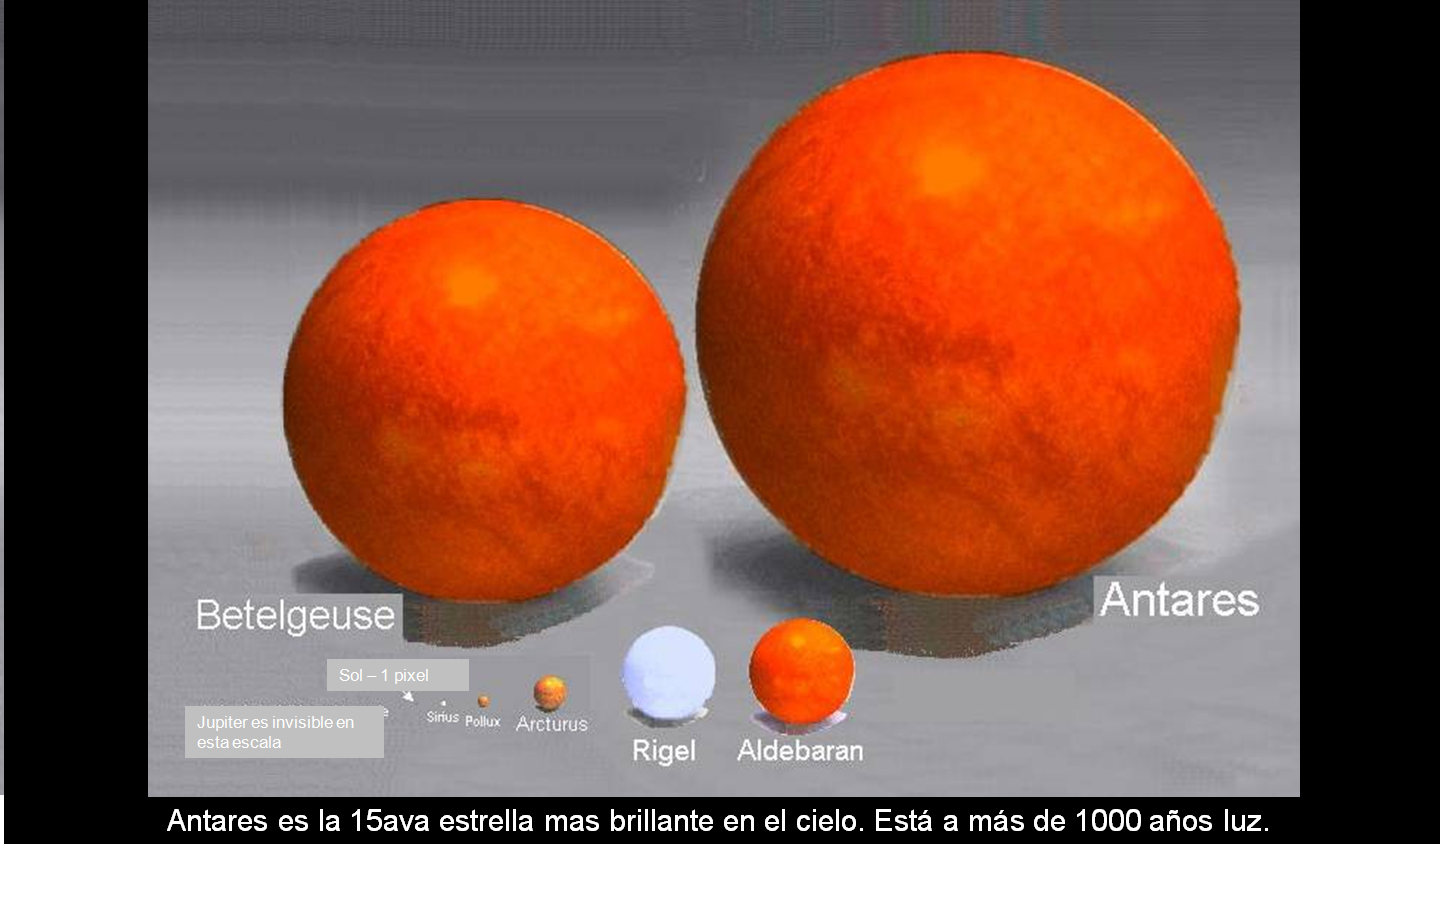 Betelgeuse
Antares
Sol – 1 pixel
Jupiter es invisible en
esta escala
Sirius
Pollux
Arcturus
Rigel
Aldebaran
Antares es la 15ava estrella mas brillante en el cielo. Está a más de 1000 años luz.